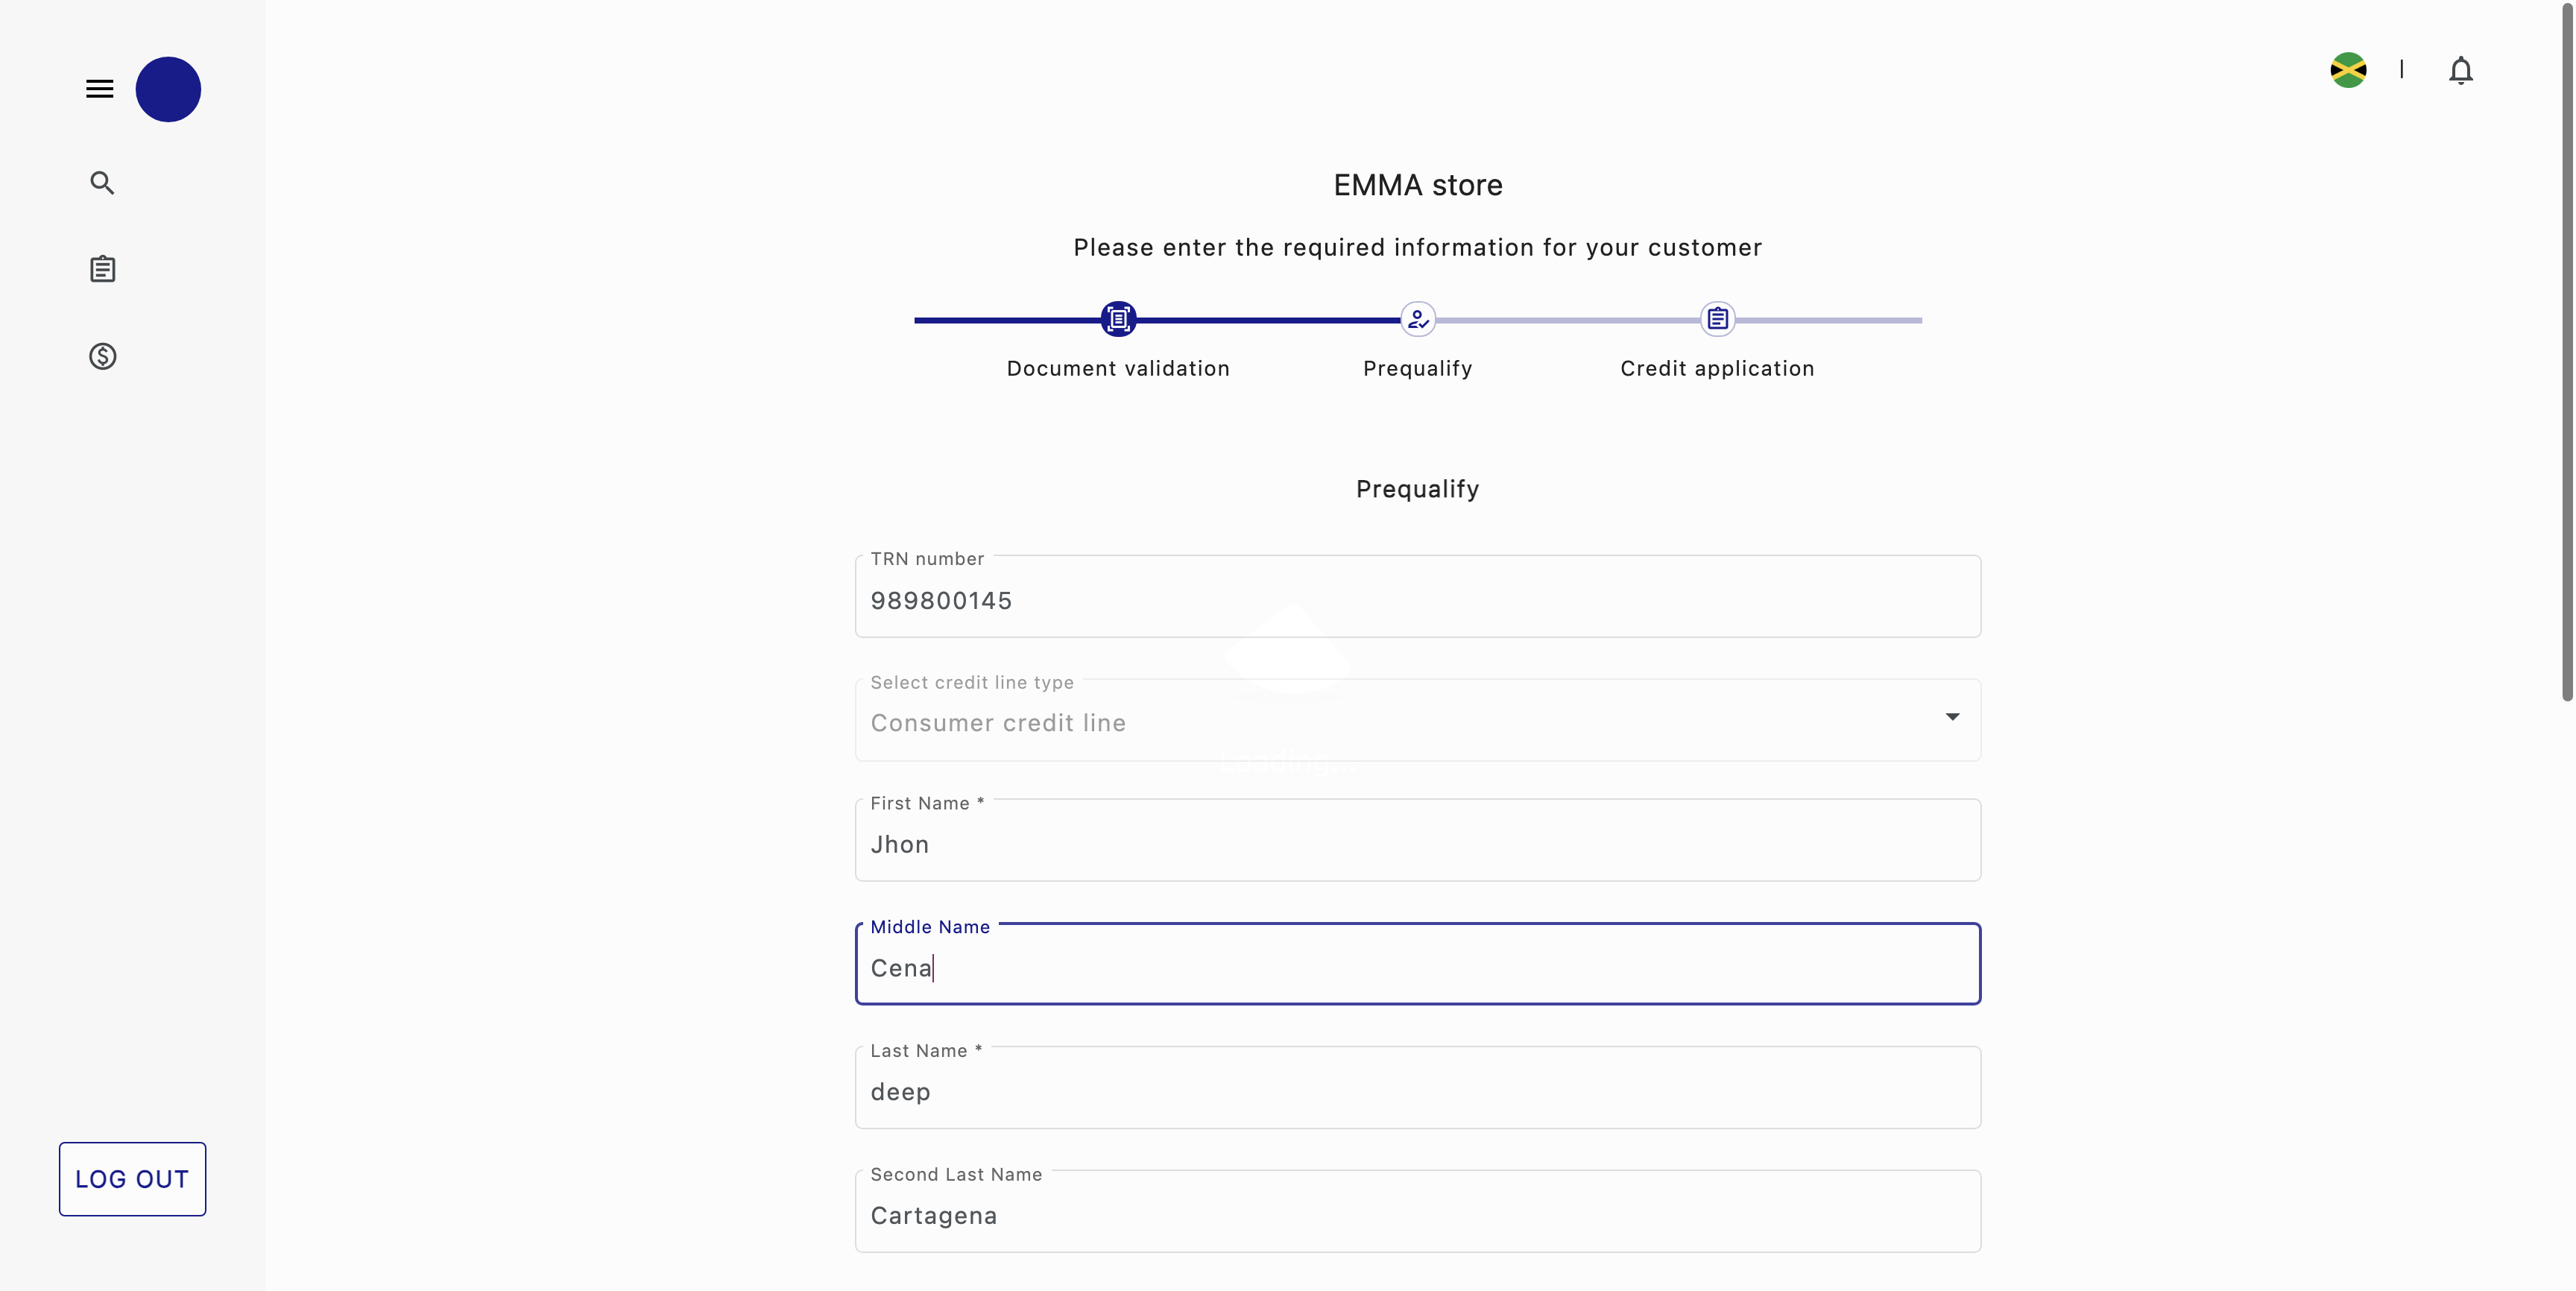 EMMA store
Please enter the required information for your customer
Document validation
Prequalify
Credit application
Prequalify
TRN number
989800145
Select credit line type
Consumer credit line
Loading...
First Name *
Jhon
Middle Name
Cena
Last Name *
deep
Second Last Name
Cartagena
LOG OUT